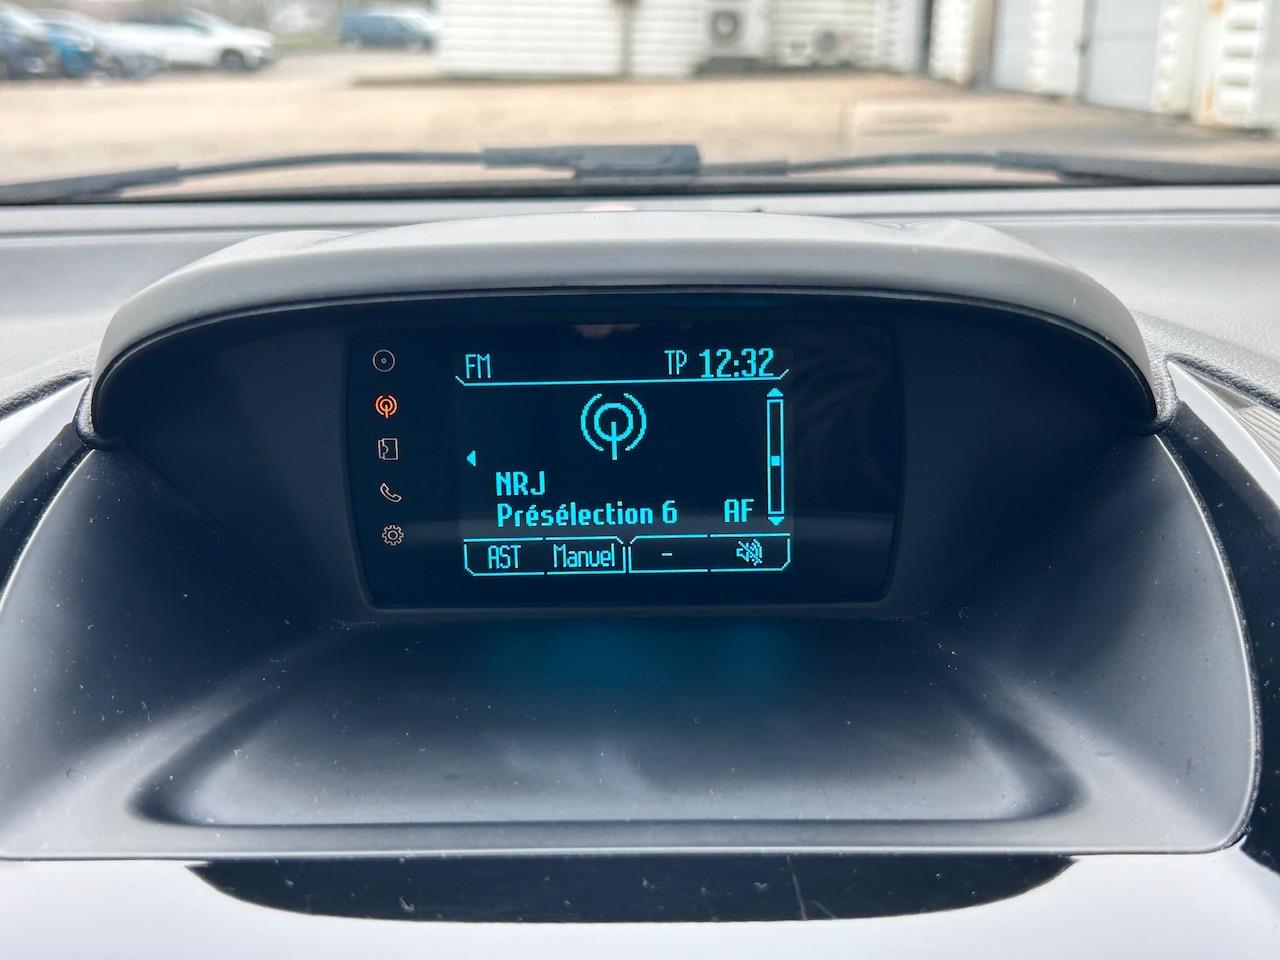 FM TP 12:32
NRJ
Présélection 6 AF
AST Manuel -